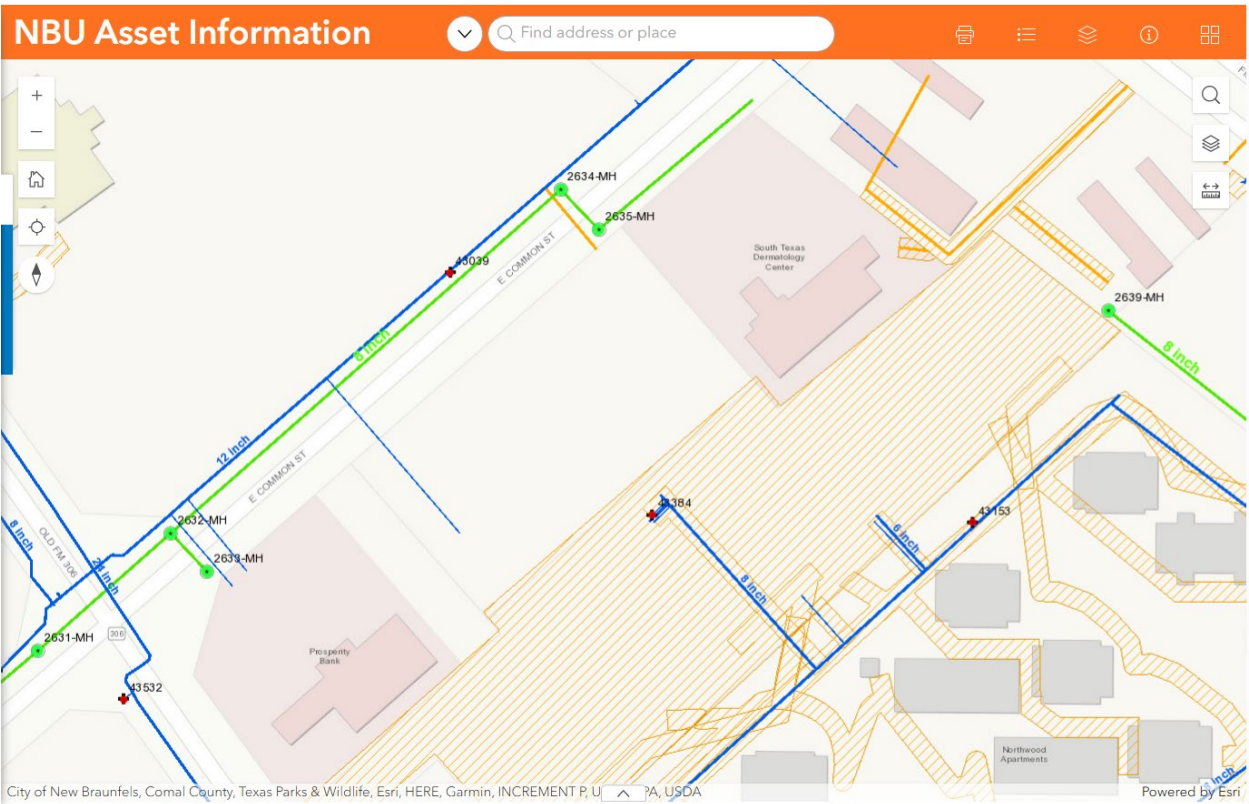 NBU Asset Information
Find address or place
2634-MH
2635-MH
43039
E COMMON ST
South Texas
Dermatology
Center
2639-MH
8 inch
8 inch
12 inch
E COMMON ST
43384
43153
2632-MH
8 inch
OLD FM 306
6 inch
2633-MH
24 inch
8 inch
2631-MH
306
Prosperity
Bank
43532
Northwood
Apartments
inch
City of New Braunfels, Comal County, Texas Parks & Wildlife, Esri, HERE, Garmin, INCREMENT P, U PA, USDA
Powered by Esri